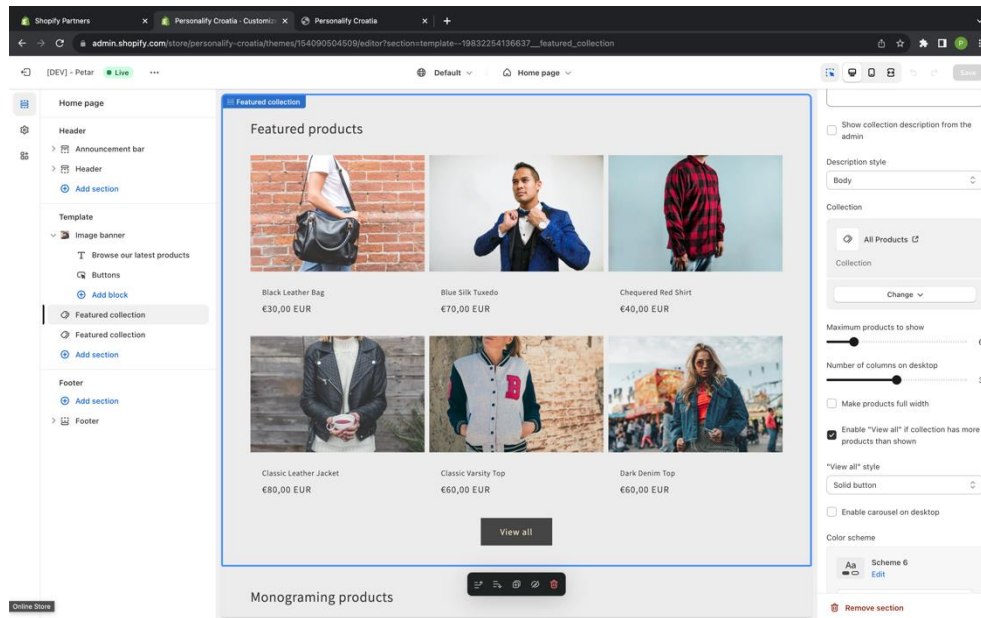 Shopify Partners
Personalify Croatia · Customiz
Personalify Croatia
admin.shopify.com/store/personalify-croatia/themes/154090504509/editor?section=template--19832254136637__featured_collection
[DEV] - Petar
Live
Default
Home page
Save
Home page
Header
Announcement bar
Header
Add section
Template
Image banner
Browse our latest products
Buttons
Add block
Featured collection
Featured collection
Add section
Footer
Add section
Footer
Online Store
Featured collection
Featured products
Black Leather Bag
€30,00 EUR
Blue Silk Tuxedo
€70,00 EUR
Chequered Red Shirt
€40,00 EUR
Classic Leather Jacket
€80,00 EUR
Classic Varsity Top
€60,00 EUR
Dark Denim Top
€60,00 EUR
View all
Monograming products
Show collection description from the
admin
Description style
Body
Collection
All Products
Collection
Change
Maximum products to show
Number of columns on desktop
Make products full width
Enable "View all" if collection has more
products than shown
"View all" style
Solid button
Enable carousel on desktop
Color scheme
Aa
Scheme 6
Edit
Remove section